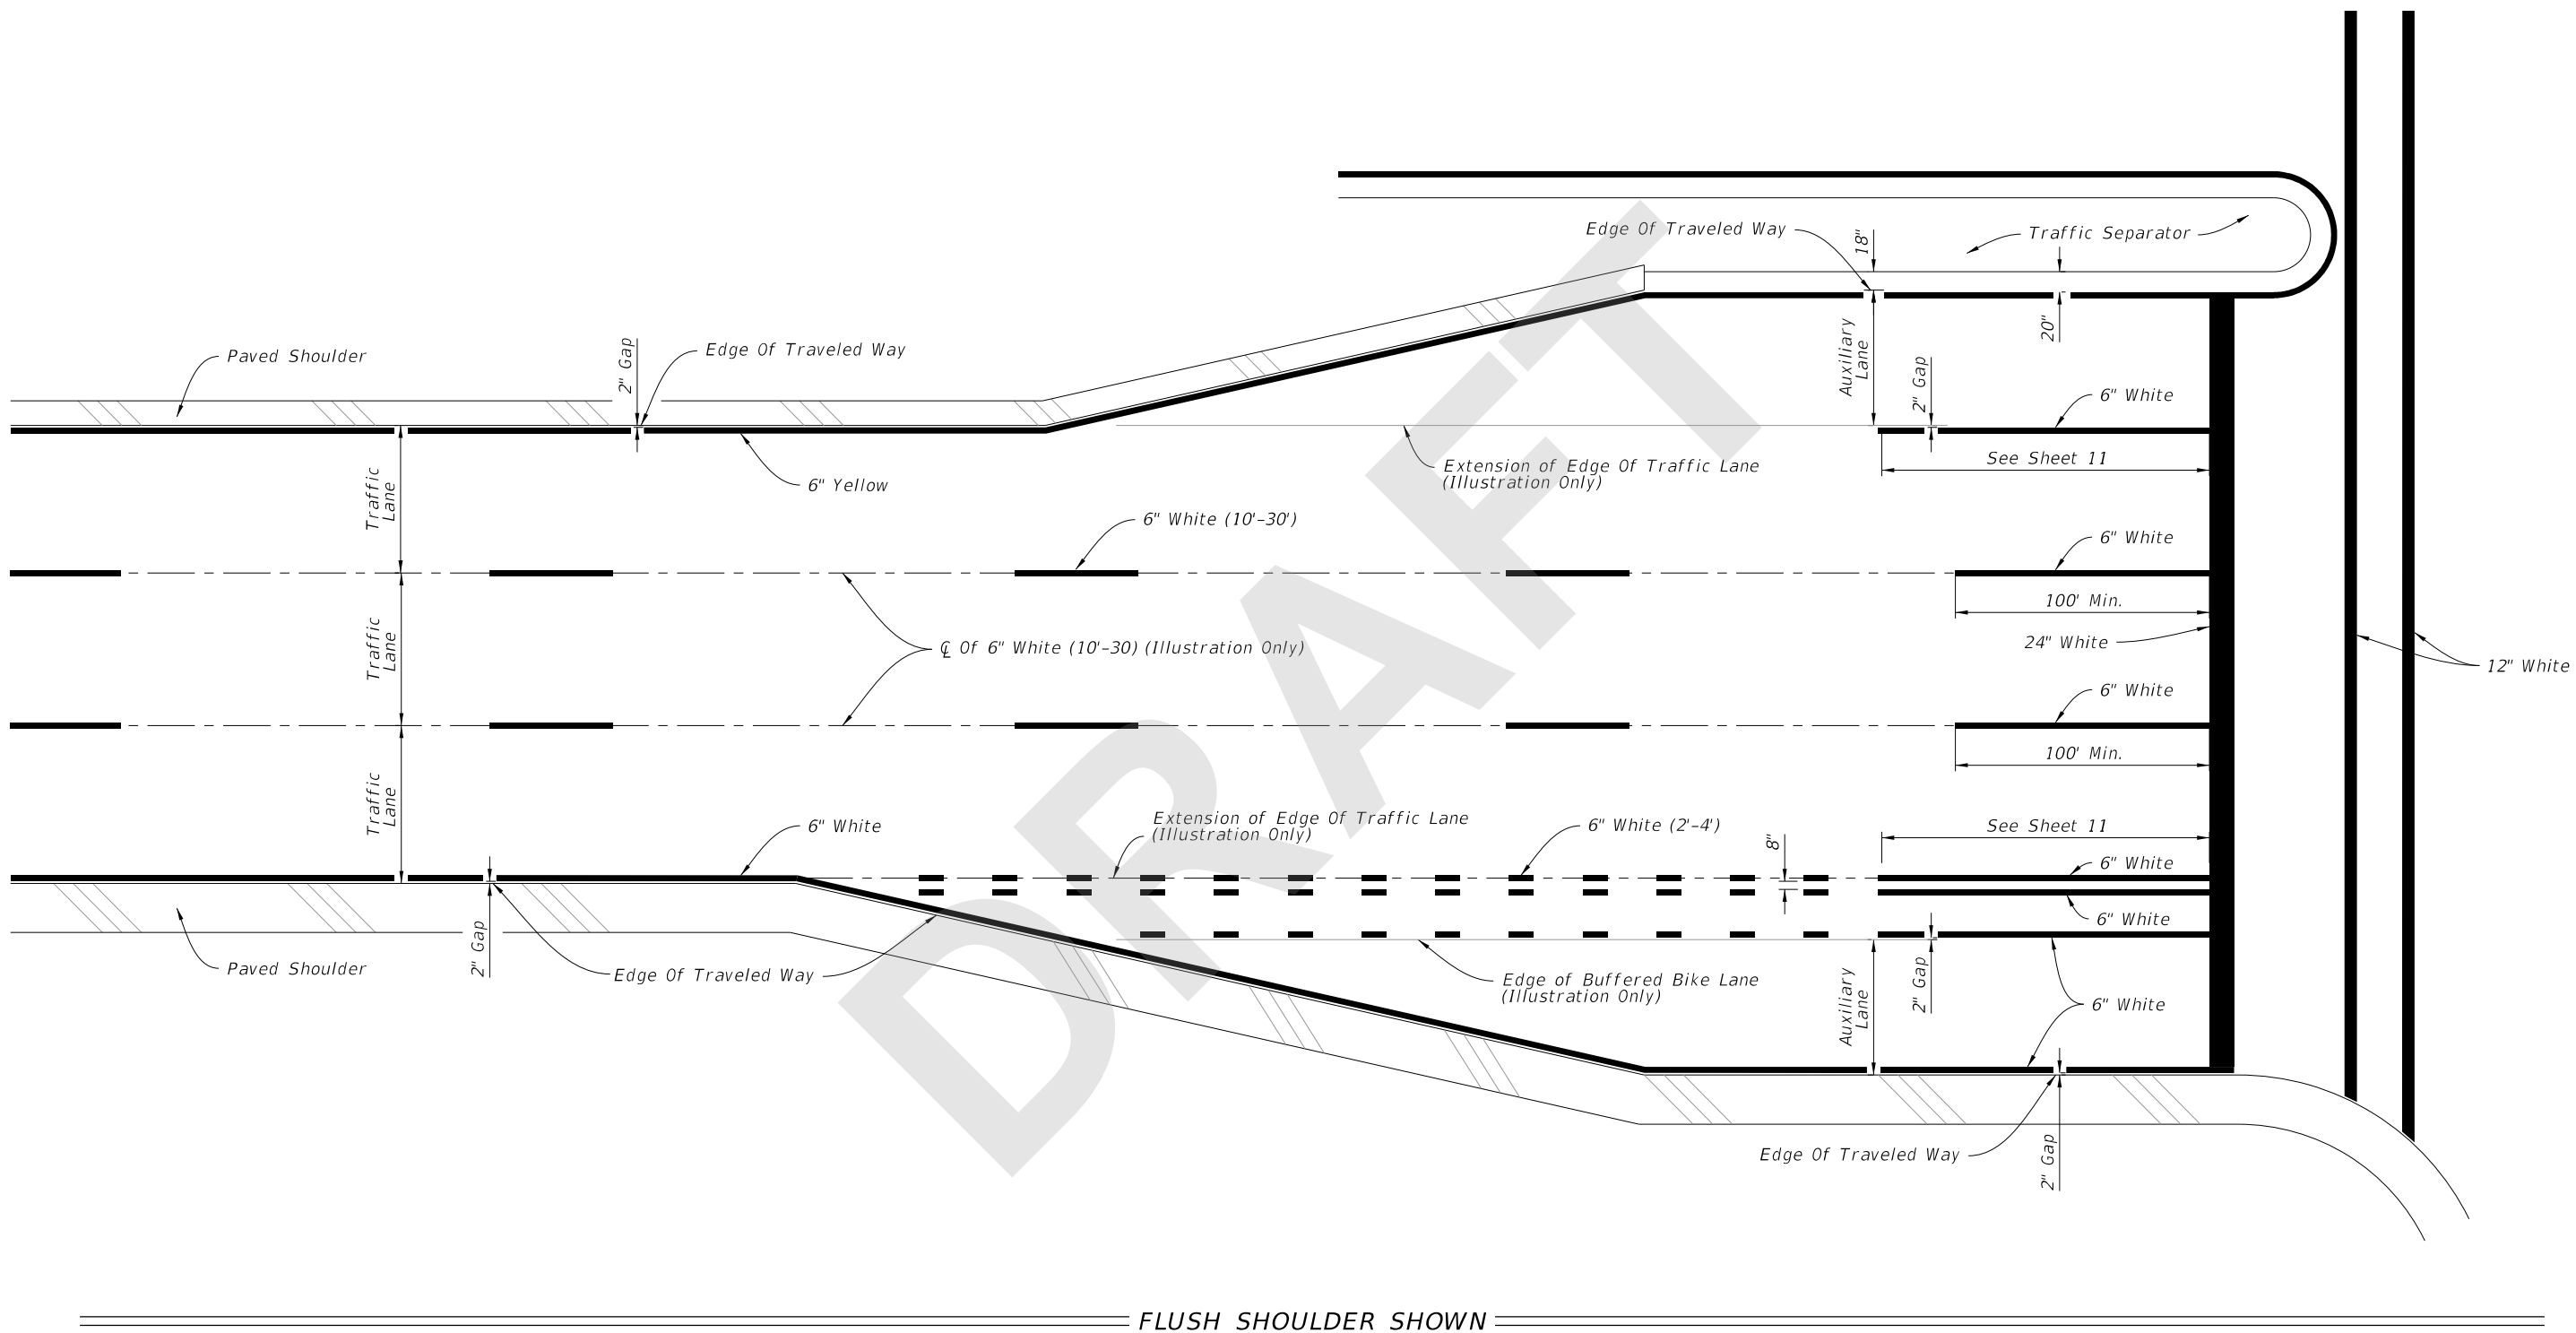 Edge Of Traveled Way
18"
Traffic Separator
20"
Auxiliary
Lane
Paved Shoulder
2" Gap
Edge Of Traveled Way
2" Gap
6" White
See Sheet 11
Extension of Edge Of Traffic Lane
(Illustration Only)
6" Yellow
Traffic
Lane
6" White (10'-30')
6" White
100' Min.
24" White
Traffic
Lane
℄ Of 6" White (10'-30) (Illustration Only)
12" White
6" White
100' Min.
Traffic
Lane
6" White
Extension of Edge Of Traffic Lane
(Illustration Only)
6" White (2'-4')
8"
See Sheet 11
6" White
6" White
2" Gap
Paved Shoulder
Edge Of Traveled Way
Edge of Buffered Bike Lane
(Illustration Only)
Auxiliary
Lane
2" Gap
6" White
Edge Of Traveled Way
2" Gap
DRAFT
FLUSH SHOULDER SHOWN